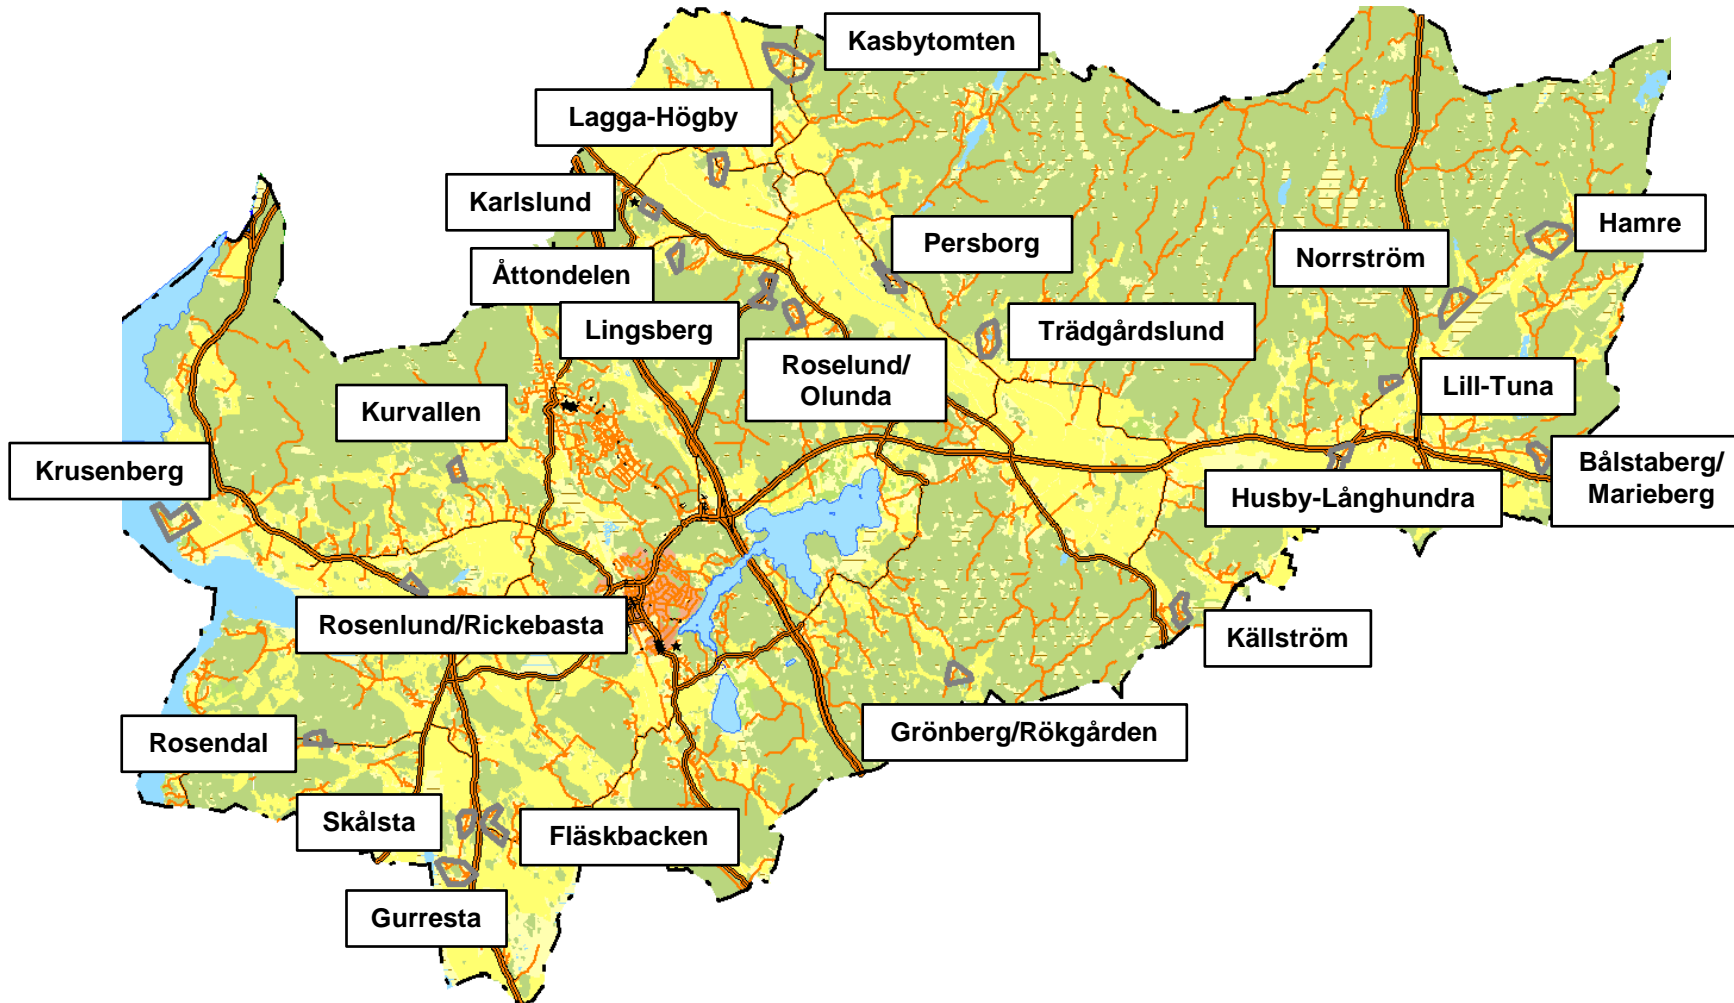 Kasbytomten
Lagga-Högby
Karlslund
Hamre
Persborg
Norrström
Åttondelen
Lingsberg
Trädgårdslund
Roselund/
Olunda
Lill-Tuna
Kurvallen
Krusenberg
Bålstaberg/
Marieberg
Husby-Långhundra
Rosenlund/Rickebasta
Källström
Grönberg/Rökgården
Rosendal
Skålsta
Fläskbacken
Gurresta